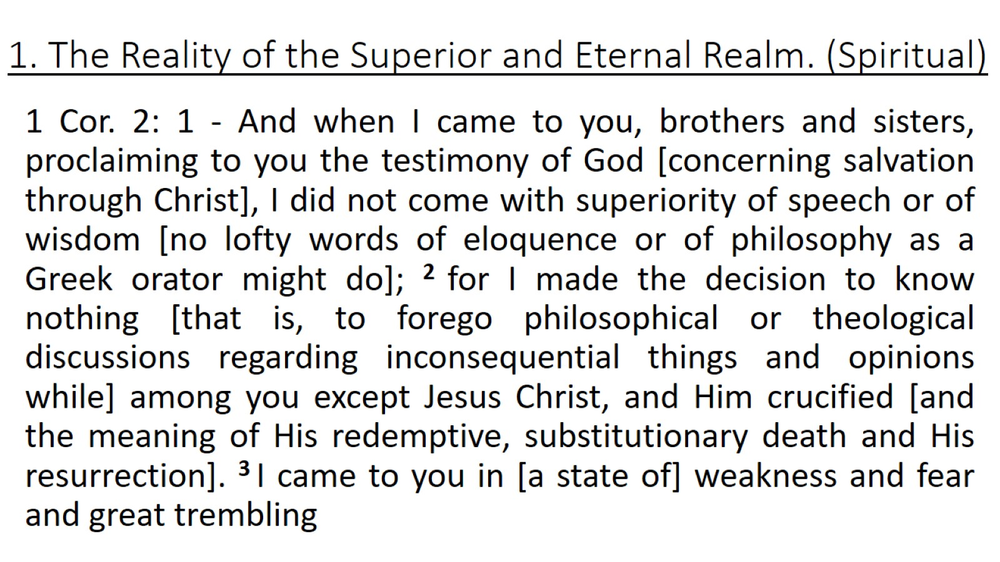 1. The Reality of the Superior and Eternal Realm. (Spiritual)
1 Cor. 2: 1 - And when I came to you, brothers and sisters,
proclaiming to you the testimony of God [concerning salvation
through Christ], I did not come with superiority of speech or of
wisdom [no lofty words of eloquence or of philosophy as a
Greek orator might do]; 2 for I made the decision to know
nothing [that is, to forego philosophical or theological
discussions regarding inconsequential things and opinions
while] among you except Jesus Christ, and Him crucified [and
the meaning of His redemptive, substitutionary death and His
resurrection]. 3 I came to you in [a state of] weakness and fear
and great trembling